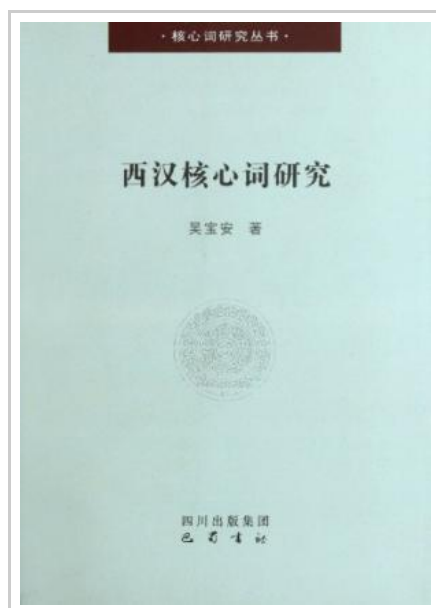 ·核心词研究丛书·
西汉核心词研究
吴宝安 著
四川出版集团
巴蜀书社